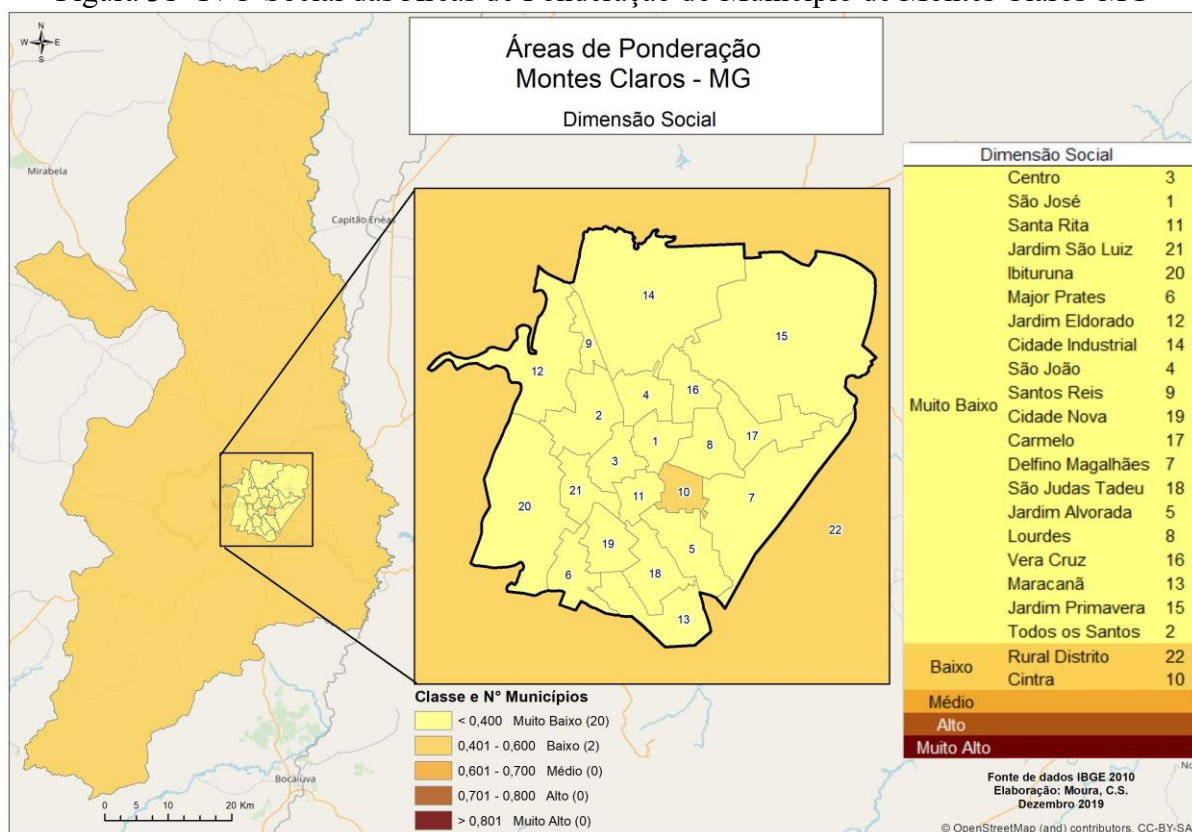 Figura 31- IVJ Social das Áreas de Ponderação do Município de Montes Claros-MG
N
W E
S
Áreas de Ponderação
Montes Claros - MG
Dimensão Social
Mirabela
Capitão Enéas
Bocaiuva
14
15
9
12
16
4
2
1
8
17
3
10
7
21
11
20
22
19
5
6
18
13
0 5 10 20 Km
Classe e N° Municípios
< 0,400 Muito Baixo (20)
0,401 - 0,600 Baixo (2)
0,601 - 0,700 Médio (0)
0,701 - 0,800 Alto (0)
> 0,801 Muito Alto (0)
Dimensão Social
Centro 3
São José 1
Santa Rita 11
Jardim São Luiz 21
Ibituruna 20
Major Prates 6
Jardim Eldorado 12
Cidade Industrial 14
São João 4
Muito Baixo Santos Reis 9
Cidade Nova 19
Carmelo 17
Delfino Magalhães 7
São Judas Tadeu 18
Jardim Alvorada 5
Lourdes 8
Vera Cruz 16
Maracanã 13
Jardim Primavera 15
Todos os Santos 2
Baixo Rural Distrito 22
Cintra 10
Médio
Alto
Muito Alto
Fonte de dados IBGE 2010
Elaboração: Moura, C.S.
Dezembro 2019
© OpenStreetMap (and) contributors, CC-BY-SA